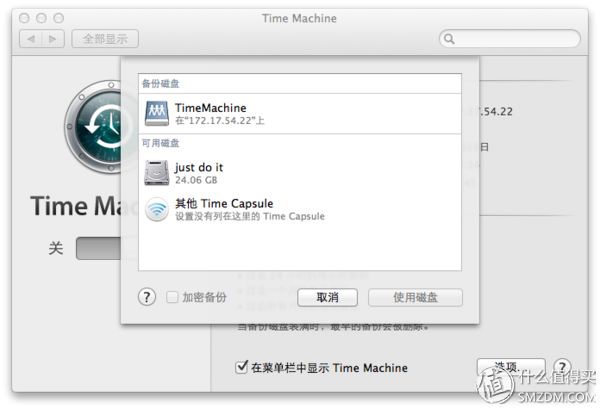 Time Machine
全部显示
备份磁盘
TimeMachine
在“172.17.54.22”上
7.54.22
可用磁盘
日
just do it
24.06 GB
其他 Time Capsule
设置没有列在这里的 Time Capsule
Time Mac
关
? 加密备份 取消 使用磁盘
当备份磁盘装满时，最早的备份会被删除。
在菜单栏中显示 Time Machine
选项... ?
值 什么值得买
SMZDM.COM